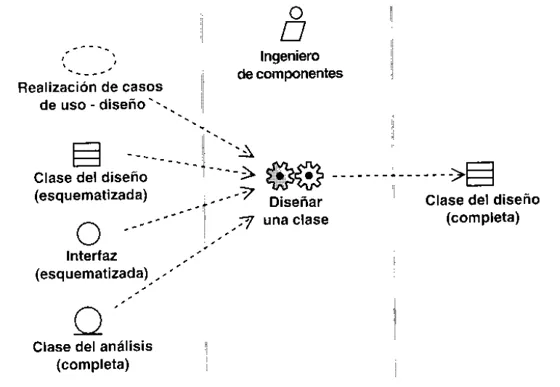 Ingeniero
de componentes
Realización de casos
de uso - diseño
Clase del diseño
(esquematizada)
Diseñar
una clase
Clase del diseño
(completa)
Interfaz
(esquematizada)
Clase del análisis
(completa)